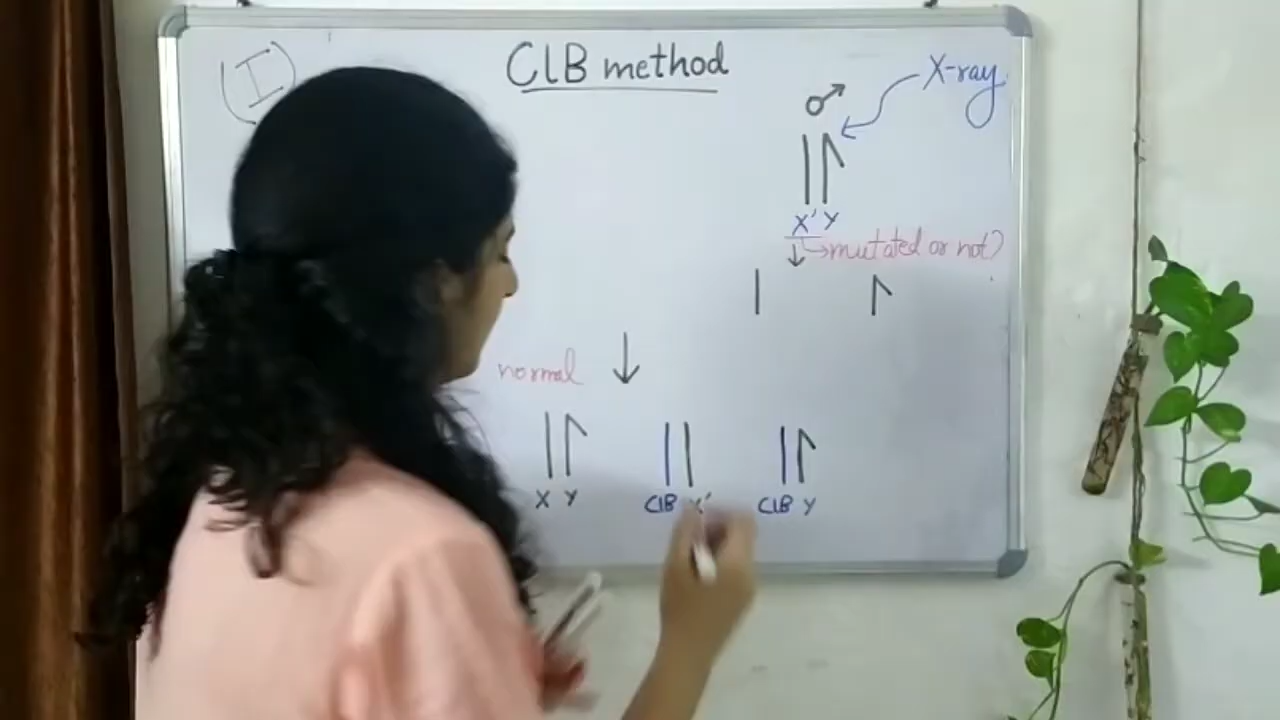 (I)
ClB method
X-ray
X' Y
mutated or not?
normal
X Y
ClB X'
ClB Y